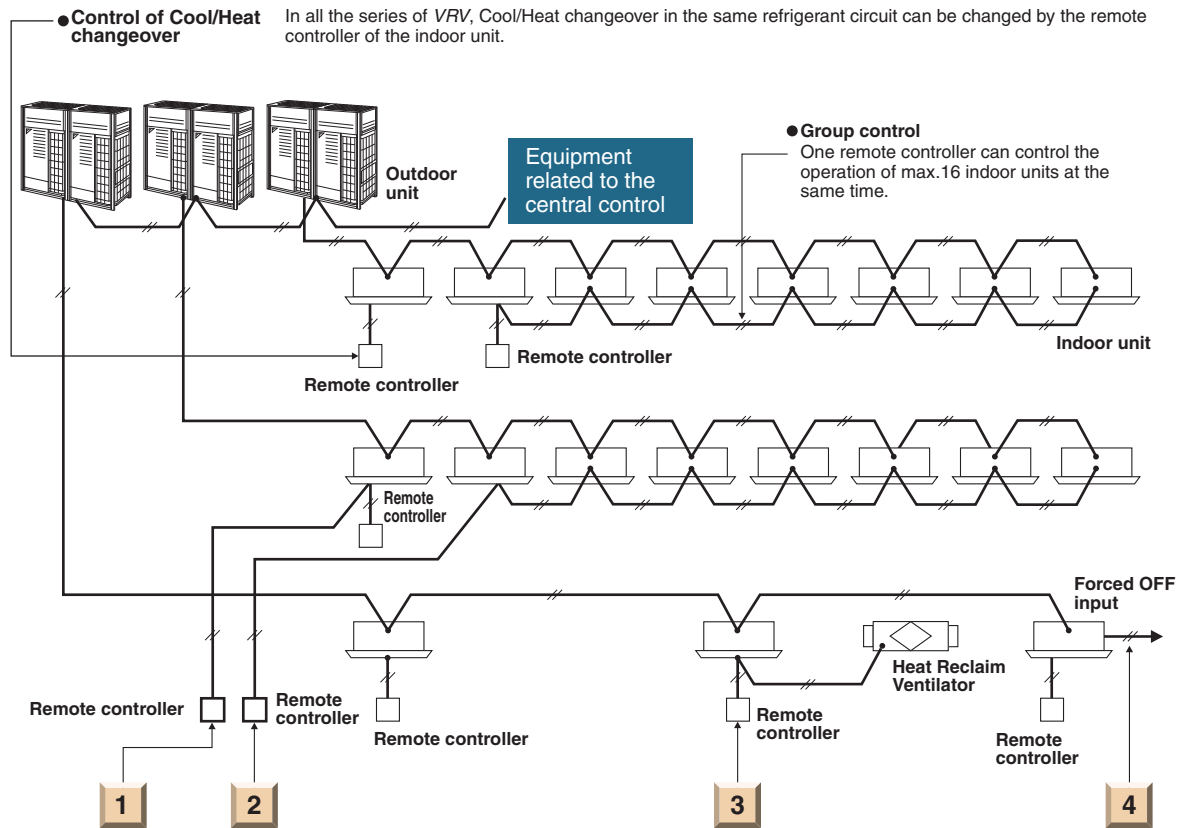 ●Control of Cool/Heat
changeover
In all the series of VRV, Cool/Heat changeover in the same refrigerant circuit can be changed by the remote
controller of the indoor unit.
Outdoor
unit
Equipment
related to the
central control
●Group control
One remote controller can control the
operation of max.16 indoor units at the
same time.
Remote controller
Indoor unit
Remote controller
Remote
controller
Forced OFF
input
Heat Reclaim
Ventilator
Remote controller
Remote
controller
Remote controller
Remote
controller
Remote
controller
1
2
3
4